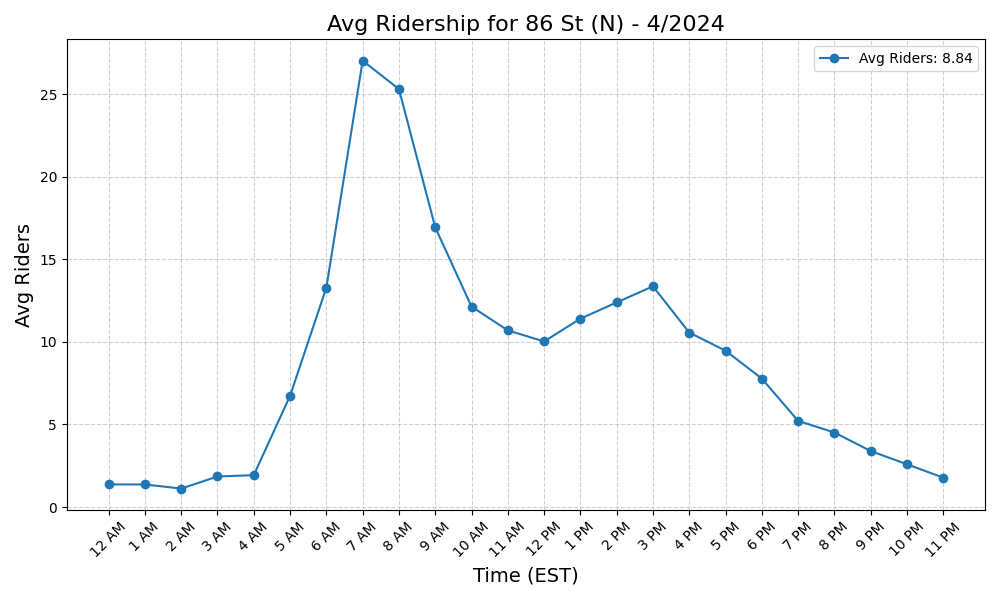 Avg Ridership for 86 St (N) - 4/2024
Avg Riders: 8.84
Avg Riders
25
20
15
10
5
0
12 AM
1 AM
2 AM
3 AM
4 AM
5 AM
6 AM
7 AM
8 AM
9 AM
10 AM
11 AM
12 PM
1 PM
2 PM
3 PM
4 PM
5 PM
6 PM
7 PM
8 PM
9 PM
10 PM
11 PM
Time (EST)